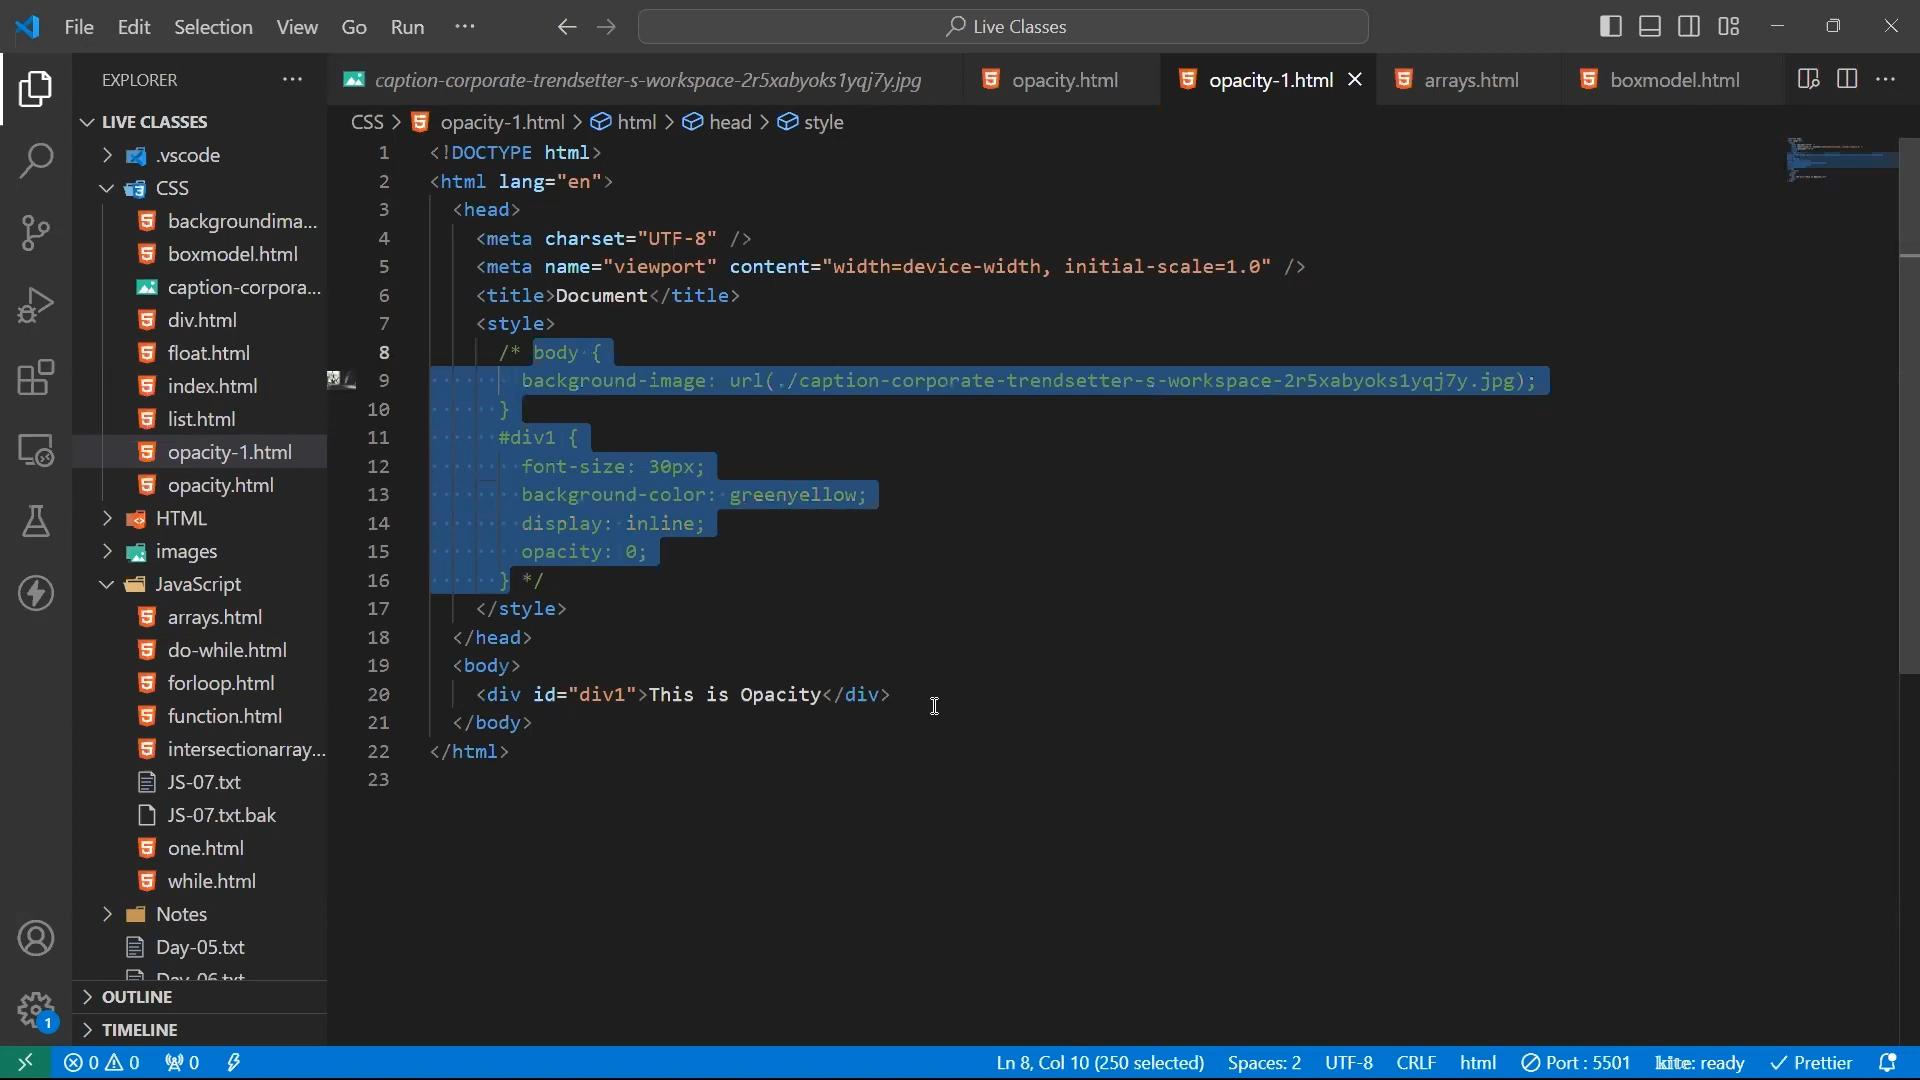 File Edit Selection View Go Run ··· Live Classes
EXPLORER ···
caption-corporate-trendsetter-s-workspace-2r5xabyoks1yqj7y.jpg opacity.html opacity-1.html arrays.html boxmodel.html ···
CSS > opacity-1.html > html > head > style
LIVE CLASSES
.vscode
CSS
backgroundima...
boxmodel.html
caption-corpora...
div.html
float.html
index.html
list.html
opacity-1.html
opacity.html
HTML
images
JavaScript
arrays.html
do-while.html
forloop.html
function.html
intersectionarray...
JS-07.txt
JS-07.txt.bak
one.html
while.html
Notes
Day-05.txt
Day-06.txt
OUTLINE
TIMELINE
1 <!DOCTYPE html>
2 <html lang="en">
3 <head>
4 <meta charset="UTF-8" />
5 <meta name="viewport" content="width=device-width, initial-scale=1.0" />
6 <title>Document</title>
7 <style>
8 /* body {
9 background-image: url(./caption-corporate-trendsetter-s-workspace-2r5xabyoks1yqj7y.jpg);
10 }
11 #div1 {
12 font-size: 30px;
13 background-color: greenyellow;
14 display: inline;
15 opacity: 0;
16 } */
17 </style>
18 </head>
19 <body>
20 <div id="div1">This is Opacity</div>
21 </body>
22 </html>
23
1
0 0 0 Ln 8, Col 10 (250 selected) Spaces: 2 UTF-8 CRLF html Port : 5501 kite: ready Prettier